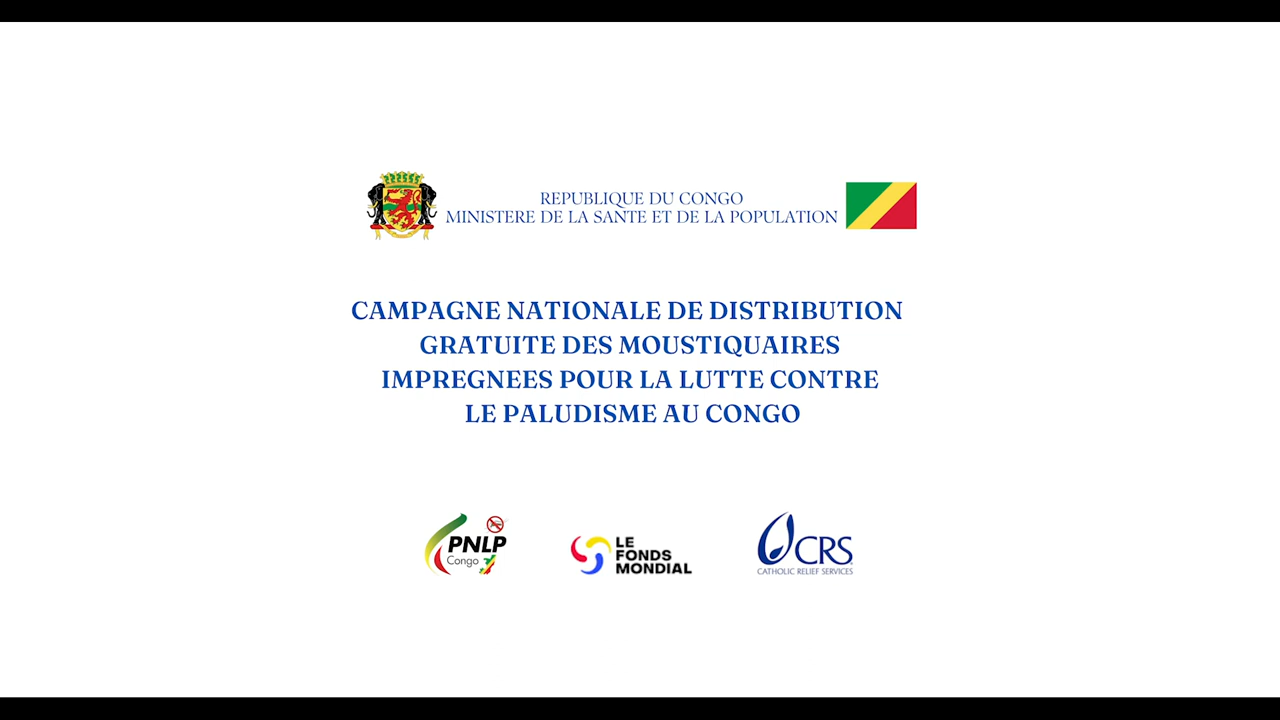 REPUBLIQUE DU CONGO
MINISTERE DE LA SANTE ET DE LA POPULATION
CAMPAGNE NATIONALE DE DISTRIBUTION
GRATUITE DES MOUSTIQUAIRES
IMPREGNEES POUR LA LUTTE CONTRE
LE PALUDISME AU CONGO
PNLP
Congo
LE
FONDS
MONDIAL
CRS
CATHOLIC RELIEF SERVICES